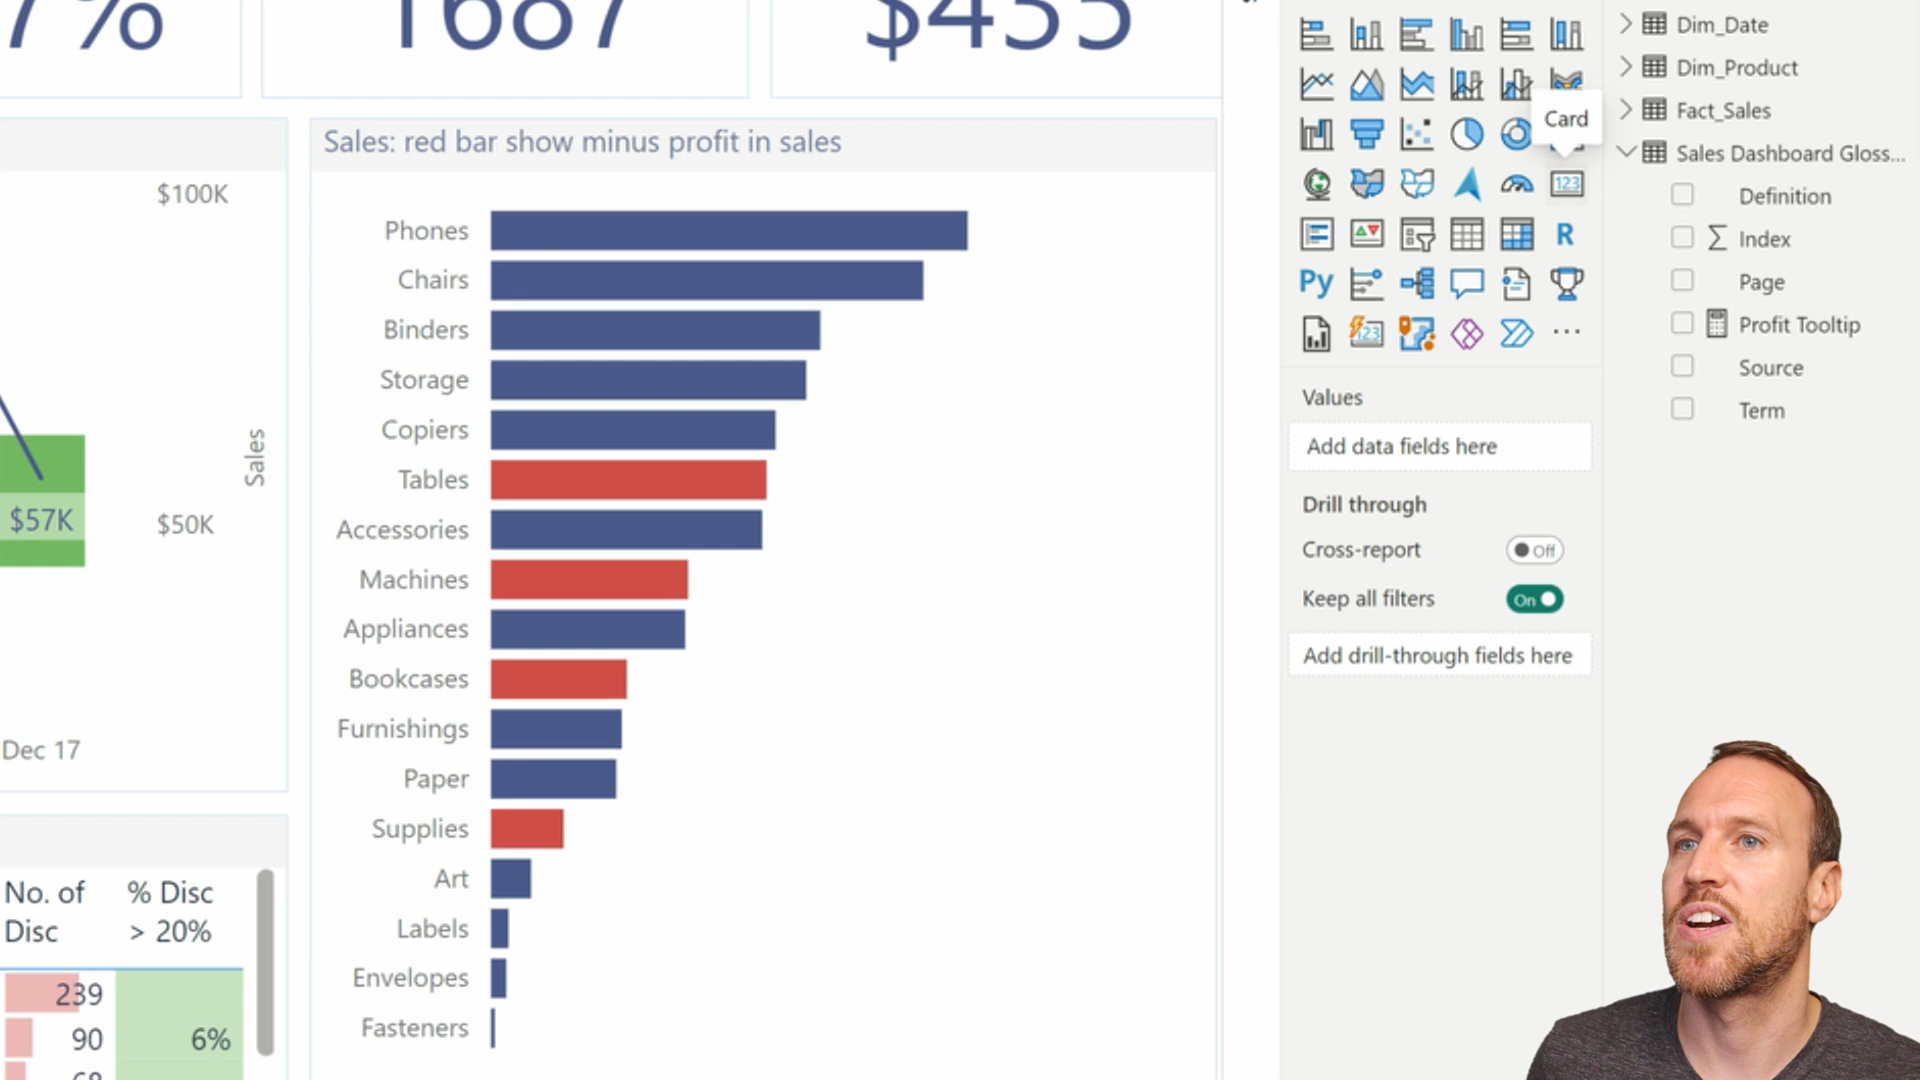 7%
1687
$435
Sales: red bar show minus profit in sales
$100K
$50K
Sales
$57K
Dec 17
Phones
Chairs
Binders
Storage
Copiers
Tables
Accessories
Machines
Appliances
Bookcases
Furnishings
Paper
Supplies
Art
Labels
Envelopes
Fasteners
No. of
Disc
% Disc
> 20%
239
90
6%
68
Card
123
R
Py
123
...
Values
Add data fields here
Drill through
Cross-report
Off
Keep all filters
On
Add drill-through fields here
Dim_Date
Dim_Product
Fact_Sales
Sales Dashboard Gloss...
Definition
Index
Page
Profit Tooltip
Source
Term